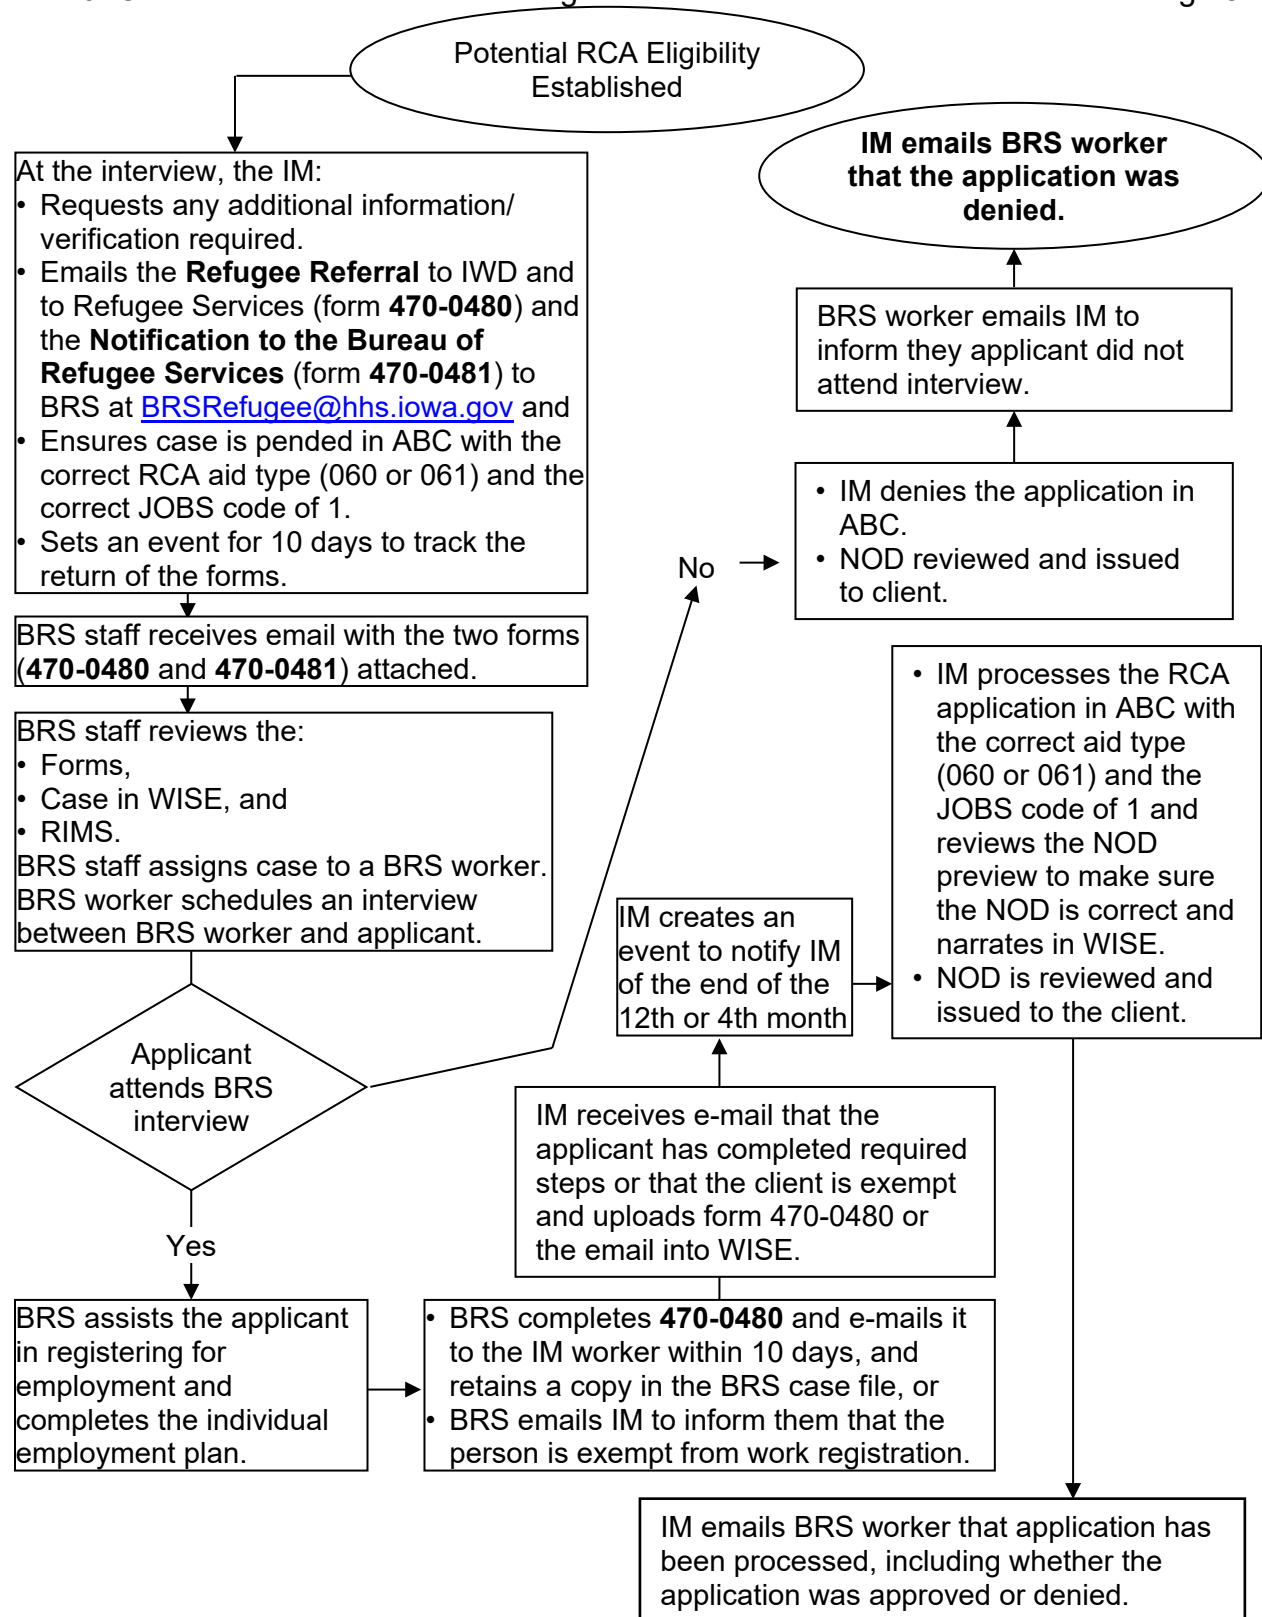 Potential RCA Eligibility
Established
At the interview, the IM:
• Requests any additional information/
verification required.
• Emails the Refugee Referral to IWD and
to Refugee Services (form 470-0480) and
the Notification to the Bureau of
Refugee Services (form 470-0481) to
BRS at BRSRefugee@hhs.iowa.gov and
• Ensures case is pended in ABC with the
correct RCA aid type (060 or 061) and the
correct JOBS code of 1.
• Sets an event for 10 days to track the
return of the forms.
BRS staff receives email with the two forms
(470-0480 and 470-0481) attached.
BRS staff reviews the:
• Forms,
• Case in WISE, and
• RIMS.
BRS staff assigns case to a BRS worker.
BRS worker schedules an interview
between BRS worker and applicant.
Applicant
attends BRS
interview
No
• IM denies the application in
ABC.
• NOD reviewed and issued
to client.
BRS worker emails IM to
inform they applicant did not
attend interview.
IM emails BRS worker
that the application was
denied.
Yes
BRS assists the applicant
in registering for
employment and
completes the individual
employment plan.
• BRS completes 470-0480 and e-mails it
to the IM worker within 10 days, and
retains a copy in the BRS case file, or
• BRS emails IM to inform them that the
person is exempt from work registration.
IM receives e-mail that the
applicant has completed required
steps or that the client is exempt
and uploads form 470-0480 or
the email into WISE.
IM creates an
event to notify IM
of the end of the
12th or 4th month
• IM processes the RCA
application in ABC with
the correct aid type
(060 or 061) and the
JOBS code of 1 and
reviews the NOD
preview to make sure
the NOD is correct and
narrates in WISE.
• NOD is reviewed and
issued to the client.
IM emails BRS worker that application has
been processed, including whether the
application was approved or denied.